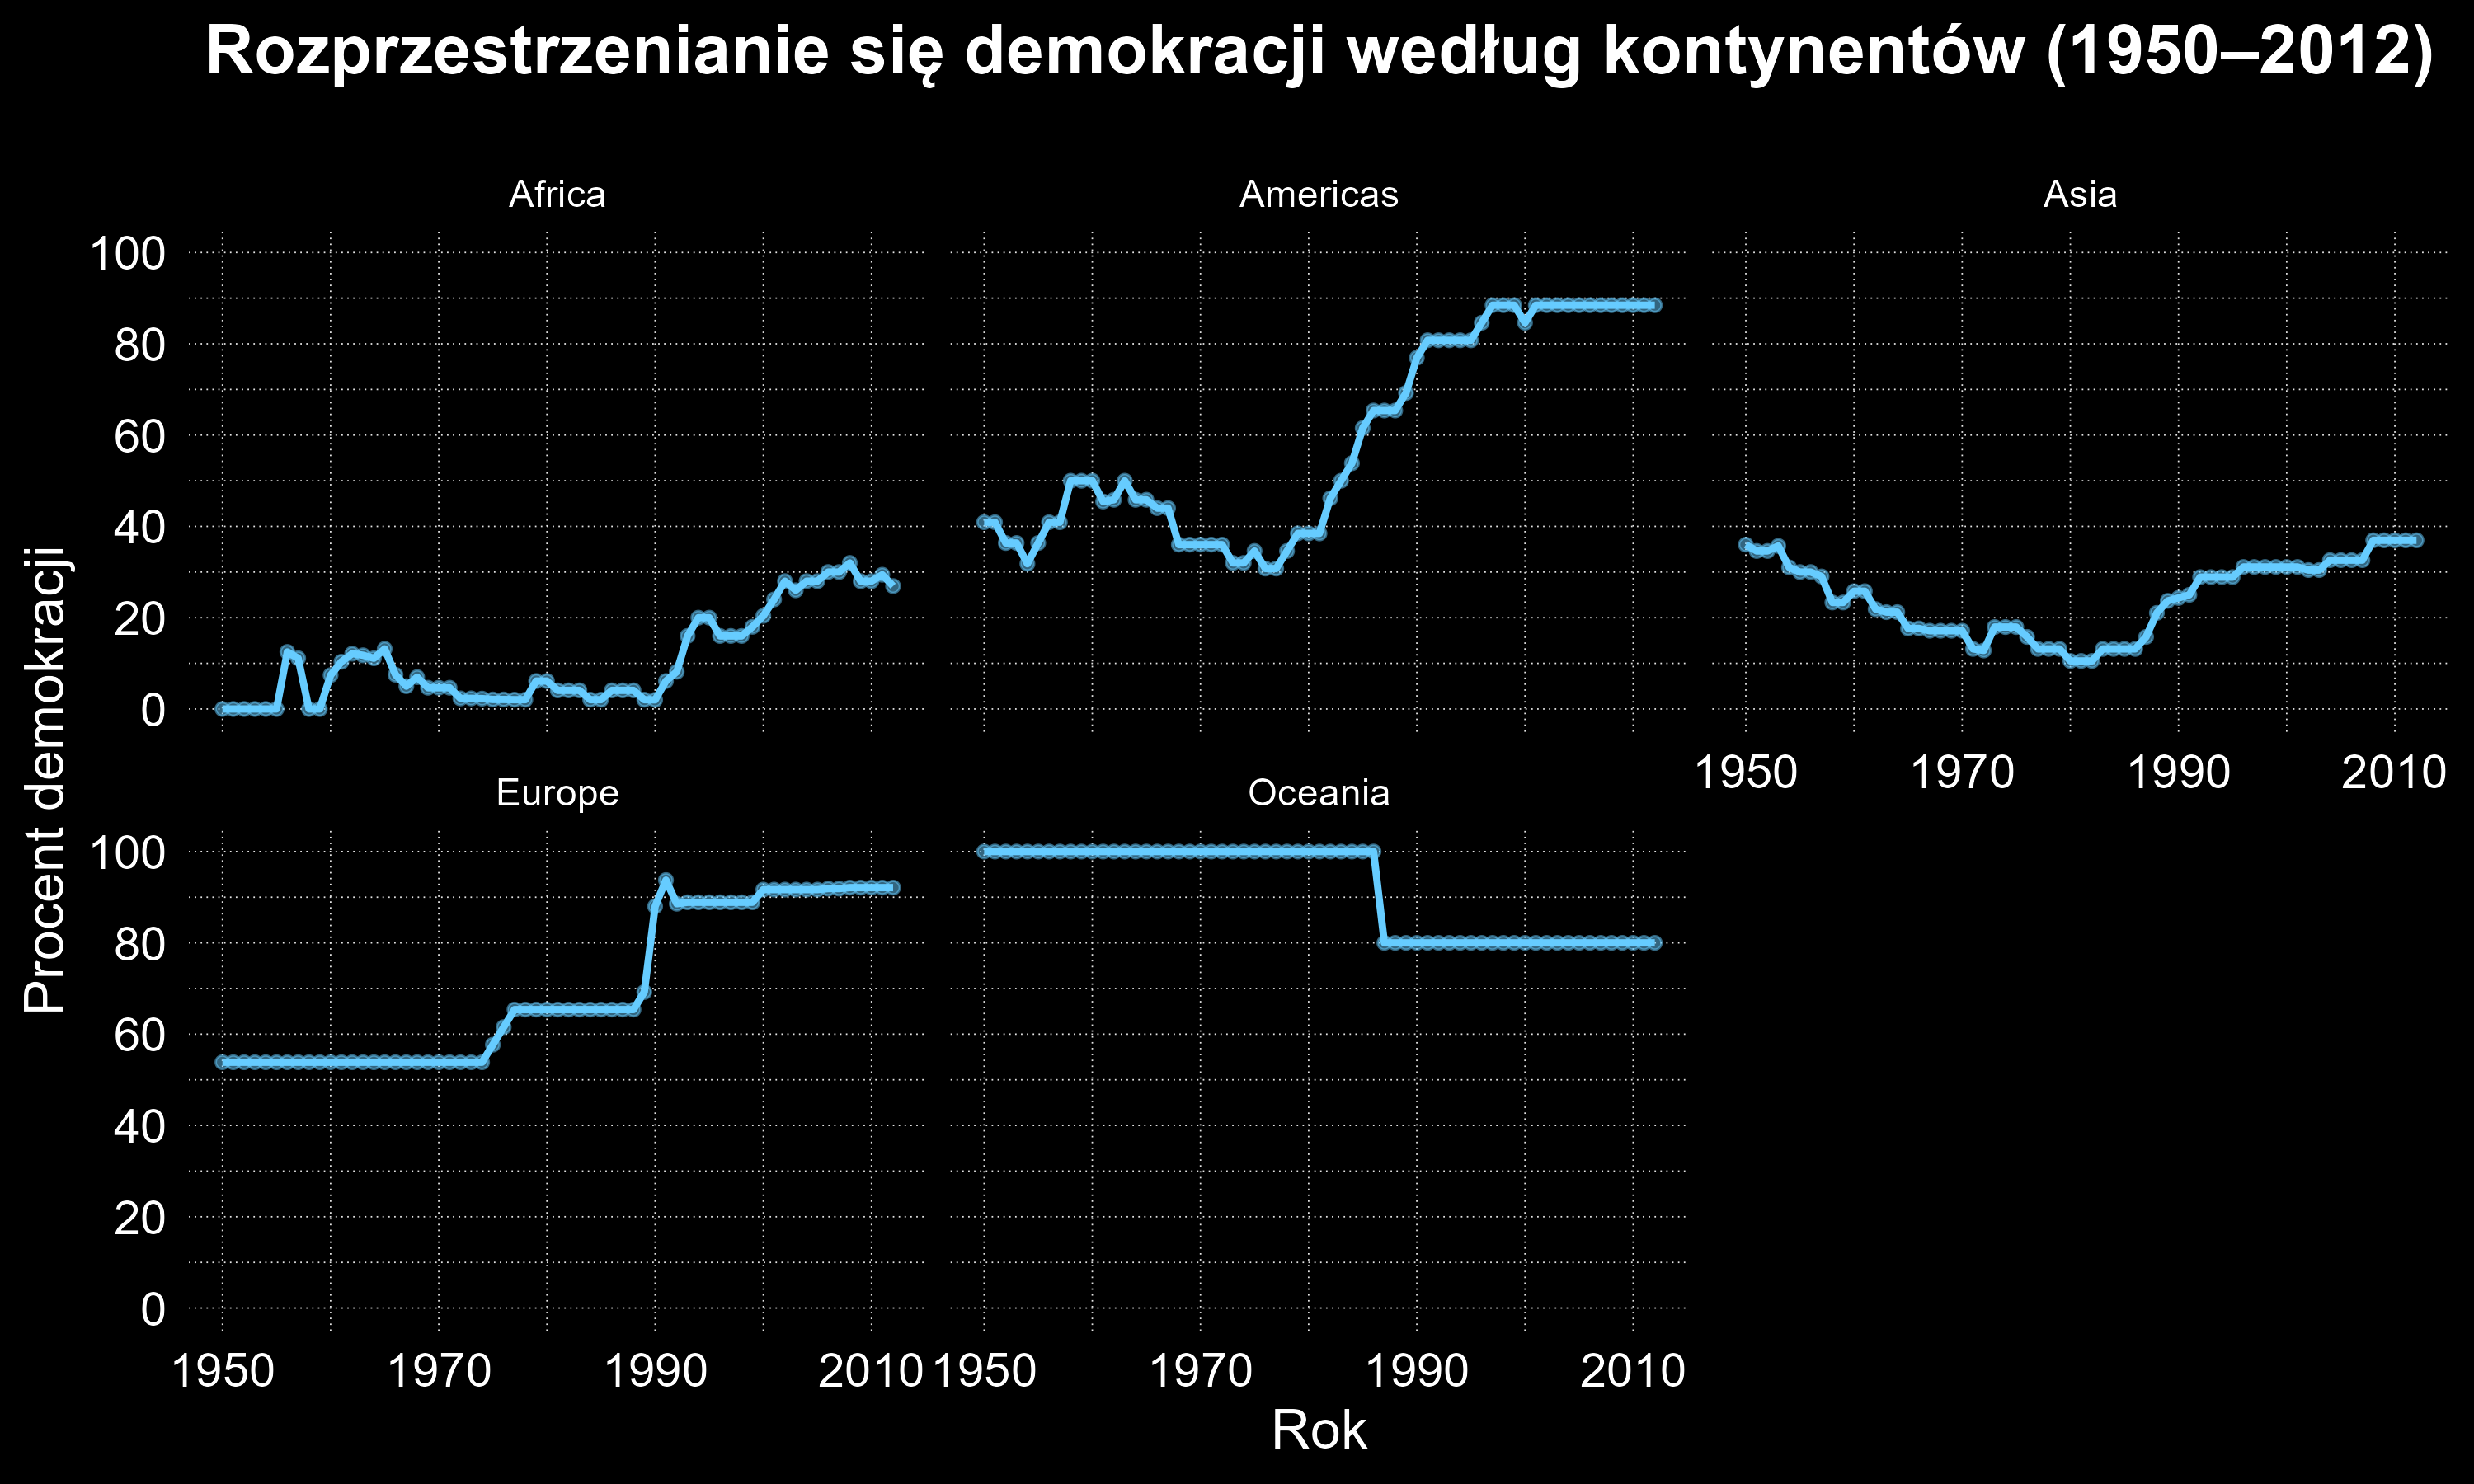 Rozprzestrzenianie się demokracji według kontynentów (1950–2012)
Africa
Americas
Asia
100
80
60
40
20
0
1950 1970 1990 2010
Procent demokracji
Europe
Oceania
100
80
60
40
20
0
1950 1970 1990 2010 1950 1970 1990 2010
Rok